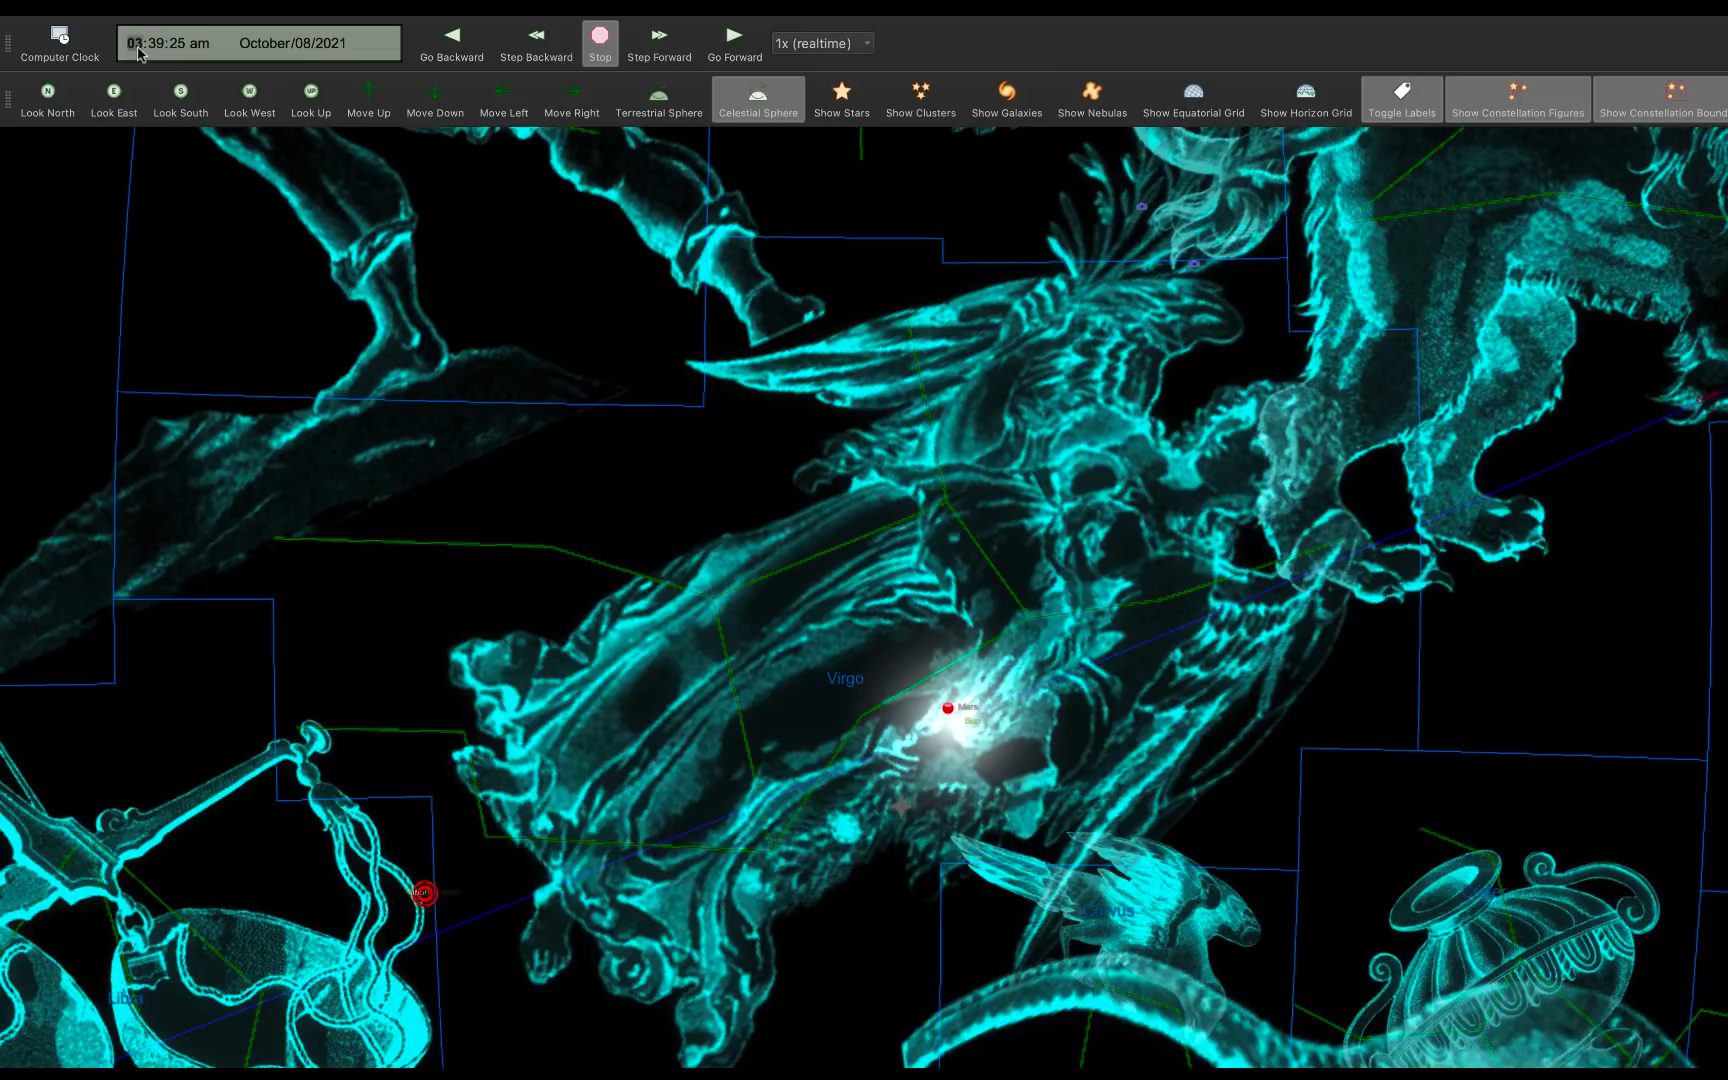 Computer Clock
03:39:25 am October/08/2021
Go Backward
Step Backward
Stop
Step Forward
Go Forward
1x (realtime)
N
E
S
W
UP
Look North
Look East
Look South
Look West
Look Up
Move Up
Move Down
Move Left
Move Right
Terrestrial Sphere
Celestial Sphere
Show Stars
Show Clusters
Show Galaxies
Show Nebulas
Show Equatorial Grid
Show Horizon Grid
Toggle Labels
Show Constellation Figures
Show Constellation Bound
Virgo
Mars
Sun
Corvus
Libra